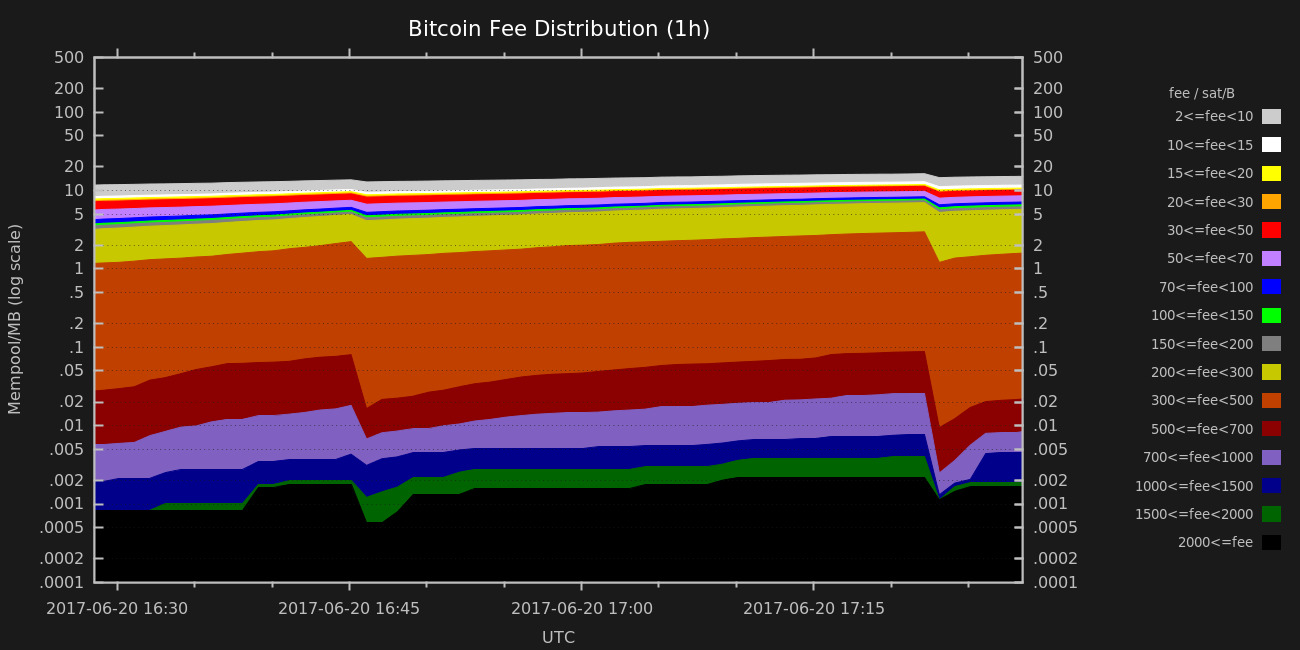 Bitcoin Fee Distribution (1h)
Mempool/MB (log scale)
500
200
100
50
20
10
5
2
1
.5
.2
.1
.05
.02
.01
.005
.002
.001
.0005
.0002
.0001
500
200
100
50
20
10
5
2
1
.5
.2
.1
.05
.02
.01
.005
.002
.001
.0005
.0002
.0001
2017-06-20 16:30 2017-06-20 16:45 2017-06-20 17:00 2017-06-20 17:15
UTC
fee / sat/B
2<=fee<10
10<=fee<15
15<=fee<20
20<=fee<30
30<=fee<50
50<=fee<70
70<=fee<100
100<=fee<150
150<=fee<200
200<=fee<300
300<=fee<500
500<=fee<700
700<=fee<1000
1000<=fee<1500
1500<=fee<2000
2000<=fee